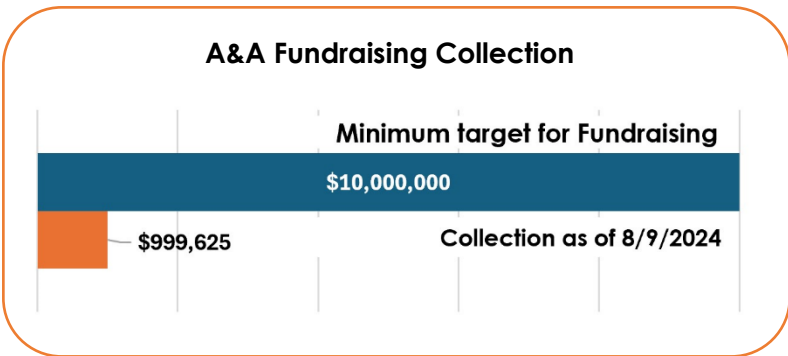 A&A Fundraising Collection
Minimum target for Fundraising
$10,000,000
$999,625
Collection as of 8/9/2024